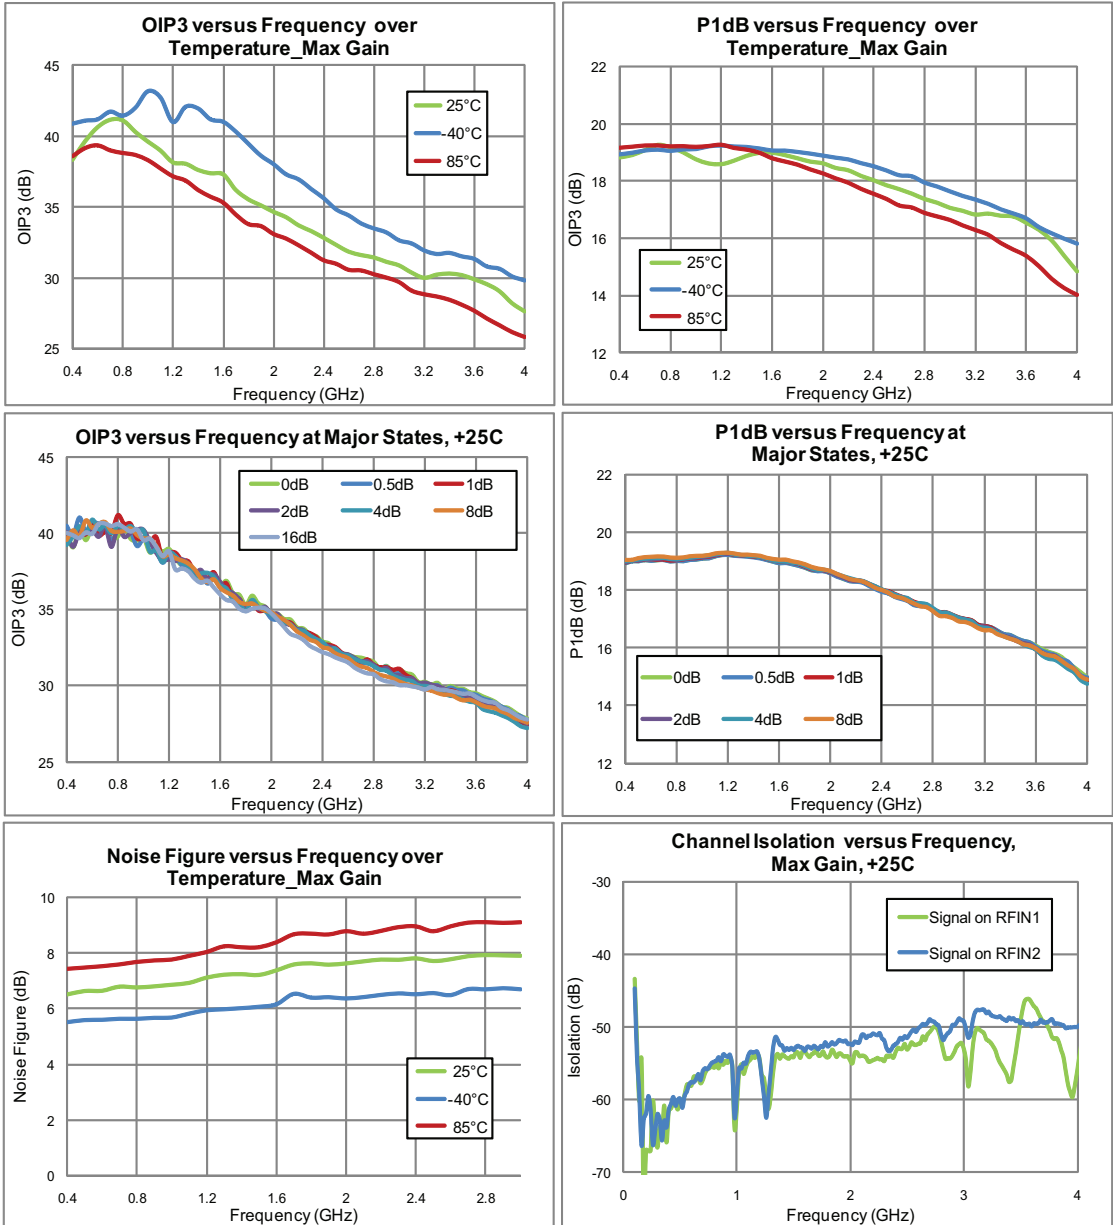 OIP3 versus Frequency over
Temperature_Max Gain
45
40
35
30
25
OIP3 (dB)
25°C
-40°C
85°C
0.4 0.8 1.2 1.6 2 2.4 2.8 3.2 3.6 4
Frequency (GHz)
P1dB versus Frequency over
Temperature_Max Gain
22
20
18
16
14
12
OIP3 (dB)
25°C
-40°C
85°C
0.4 0.8 1.2 1.6 2 2.4 2.8 3.2 3.6 4
Frequency (GHz)
OIP3 versus Frequency at Major States, +25C
45
40
35
30
25
OIP3 (dB)
0dB 0.5dB 1dB
2dB 4dB 8dB
16dB
0.4 0.8 1.2 1.6 2 2.4 2.8 3.2 3.6 4
Frequency (GHz)
P1dB versus Frequency at
Major States, +25C
22
20
18
16
14
12
P1dB (dB)
0dB 0.5dB 1dB
2dB 4dB 8dB
0.4 0.8 1.2 1.6 2 2.4 2.8 3.2 3.6 4
Frequency GHz)
Noise Figure versus Frequency over
Temperature_Max Gain
10
8
6
4
2
0
Noise Figure (dB)
25°C
-40°C
85°C
0.4 0.8 1.2 1.6 2 2.4 2.8
Frequency (GHz)
Channel Isolation versus Frequency,
Max Gain, +25C
-30
-40
-50
-60
-70
Isolation (dB)
Signal on RFIN1
Signal on RFIN2
0 1 2 3 4
Frequency (GHz)